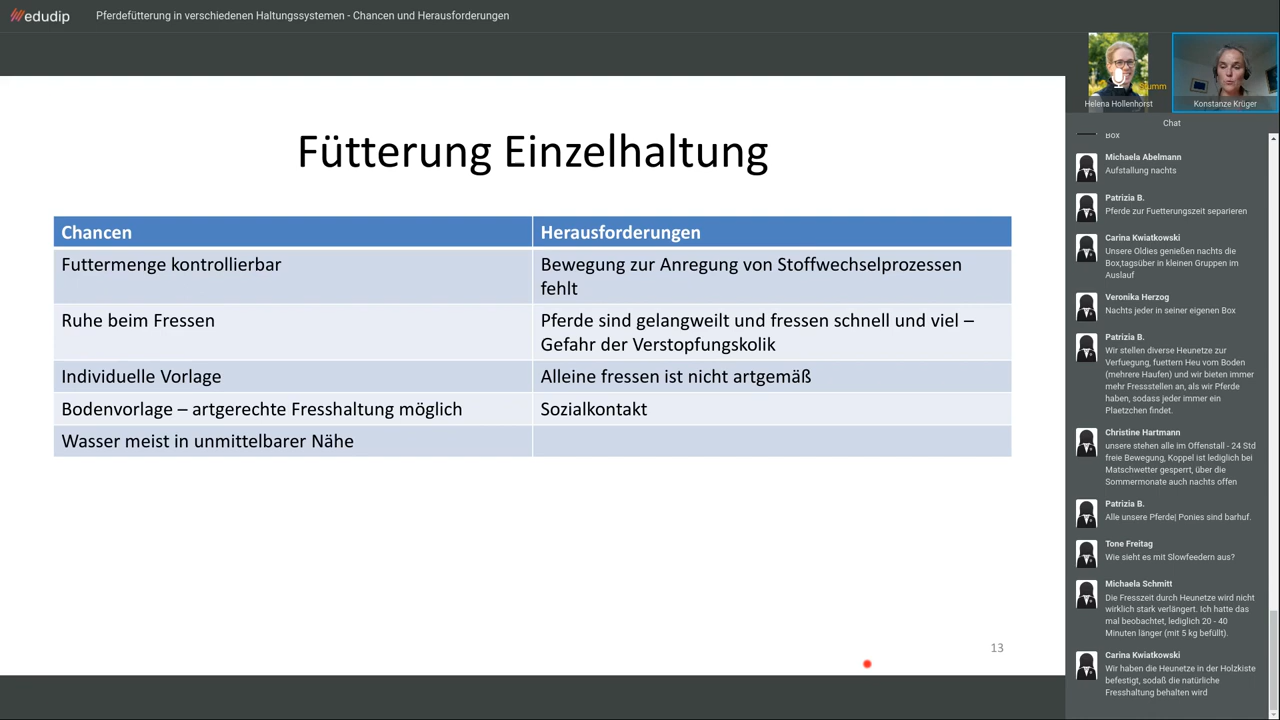 edudip
Pferdefütterung in verschiedenen Haltungssystemen - Chancen und Herausforderungen
Fütterung Einzelhaltung
Chancen
Herausforderungen
Futtermenge kontrollierbar
Bewegung zur Anregung von Stoffwechselprozessen
fehlt
Ruhe beim Fressen
Pferde sind gelangweilt und fressen schnell und viel –
Gefahr der Verstopfungskolik
Individuelle Vorlage
Alleine fressen ist nicht artgemäß
Bodenvorlage – artgerechte Fresshaltung möglich
Sozialkontakt
Wasser meist in unmittelbarer Nähe
13
Helena Hollenhorst
Konstanze Krüger
Chat
Box
Michaela Abelmann
Aufstallung nachts
Patrizia B.
Pferde zur Fuetterungszeit separieren
Carina Kwiatkowski
Unsere Oldies genießen nachts die
Box,tagsüber in kleinen Gruppen im
Auslauf
Veronika Herzog
Nachts jeder in seiner eigenen Box
Patrizia B.
Wir stellen diverse Heunetze zur
Verfuegung, fuettern Heu vom Boden
(mehrere Haufen) und wir bieten immer
mehr Fressstellen an, als wir Pferde
haben, sodass jeder immer ein
Plaetzchen findet.
Christine Hartmann
unsere stehen alle im Offenstall - 24 Std
freie Bewegung, Koppel ist lediglich bei
Matschwetter gesperrt, über die
Sommermonate auch nachts offen
Patrizia B.
Alle unsere Pferde| Ponies sind barhuf.
Tone Freitag
Wie sieht es mit Slowfeedern aus?
Michaela Schmitt
Die Fresszeit durch Heunetze wird nicht
wirklich stark verlängert. Ich hatte das
mal beobachtet, lediglich 20 - 40
Minuten länger (mit 5 kg befüllt).
Carina Kwiatkowski
Wir haben die Heunetze in der Holzkiste
befestigt, sodaß die natürliche
Fresshaltung behalten wird